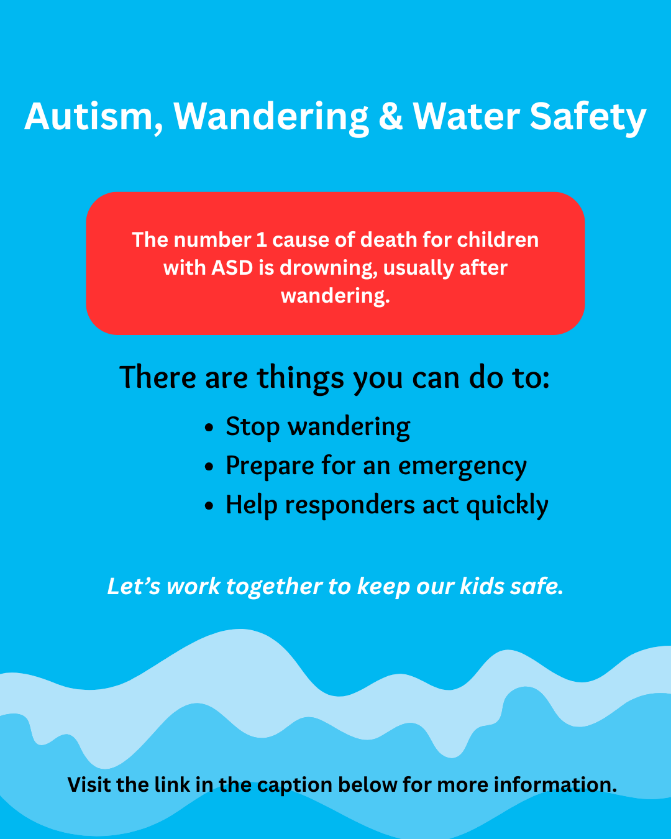 Autism, Wandering & Water Safety
The number 1 cause of death for children
with ASD is drowning, usually after
wandering.
There are things you can do to:
• Stop wandering
• Prepare for an emergency
• Help responders act quickly
Let’s work together to keep our kids safe.
Visit the link in the caption below for more information.